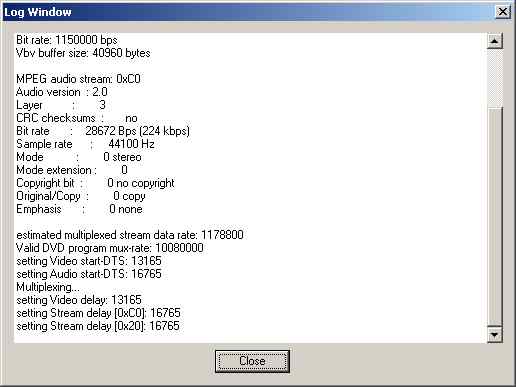 Log Window
Bit rate: 1150000 bps
Vbv buffer size: 40960 bytes
MPEG audio stream: 0xC0
Audio version : 2.0
Layer : 3
CRC checksums : no
Bit rate : 28672 Bps (224 kbps)
Sample rate : 44100 Hz
Mode : 0 stereo
Mode extension : 0
Copyright bit : 0 no copyright
Original/Copy : 0 copy
Emphasis : 0 none
estimated multiplexed stream data rate: 1178800
Valid DVD program mux-rate: 10080000
setting Video start-DTS: 13165
setting Audio start-DTS: 16765
Multiplexing...
setting Video delay: 13165
setting Stream delay [0xC0]: 16765
setting Stream delay [0x20]: 16765
Close